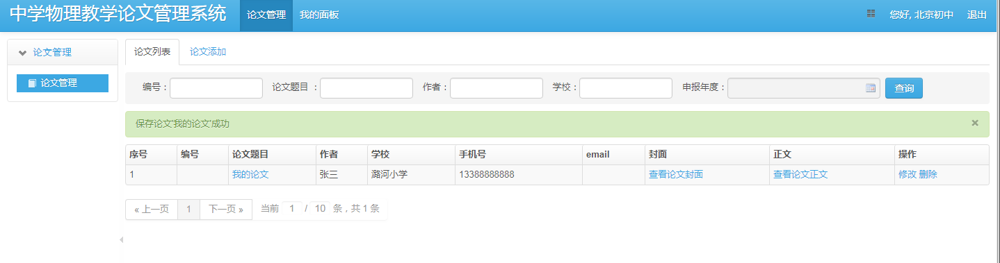 中学物理教学论文管理系统 论文管理 我的面板 您好, 北京初中 退出
论文管理 论文列表 论文添加
论文管理 编号： 论文题目 ： 作者： 学校： 申报年度： 查询
保存论文'我的论文'成功 ×
序号 编号 论文题目 作者 学校 手机号 email 封面 正文 操作
1 我的论文 张三 潞河小学 13388888888 查看论文封面 查看论文正文 修改 删除
« 上一页 1 下一页 » 当前 1 / 10 条，共 1 条